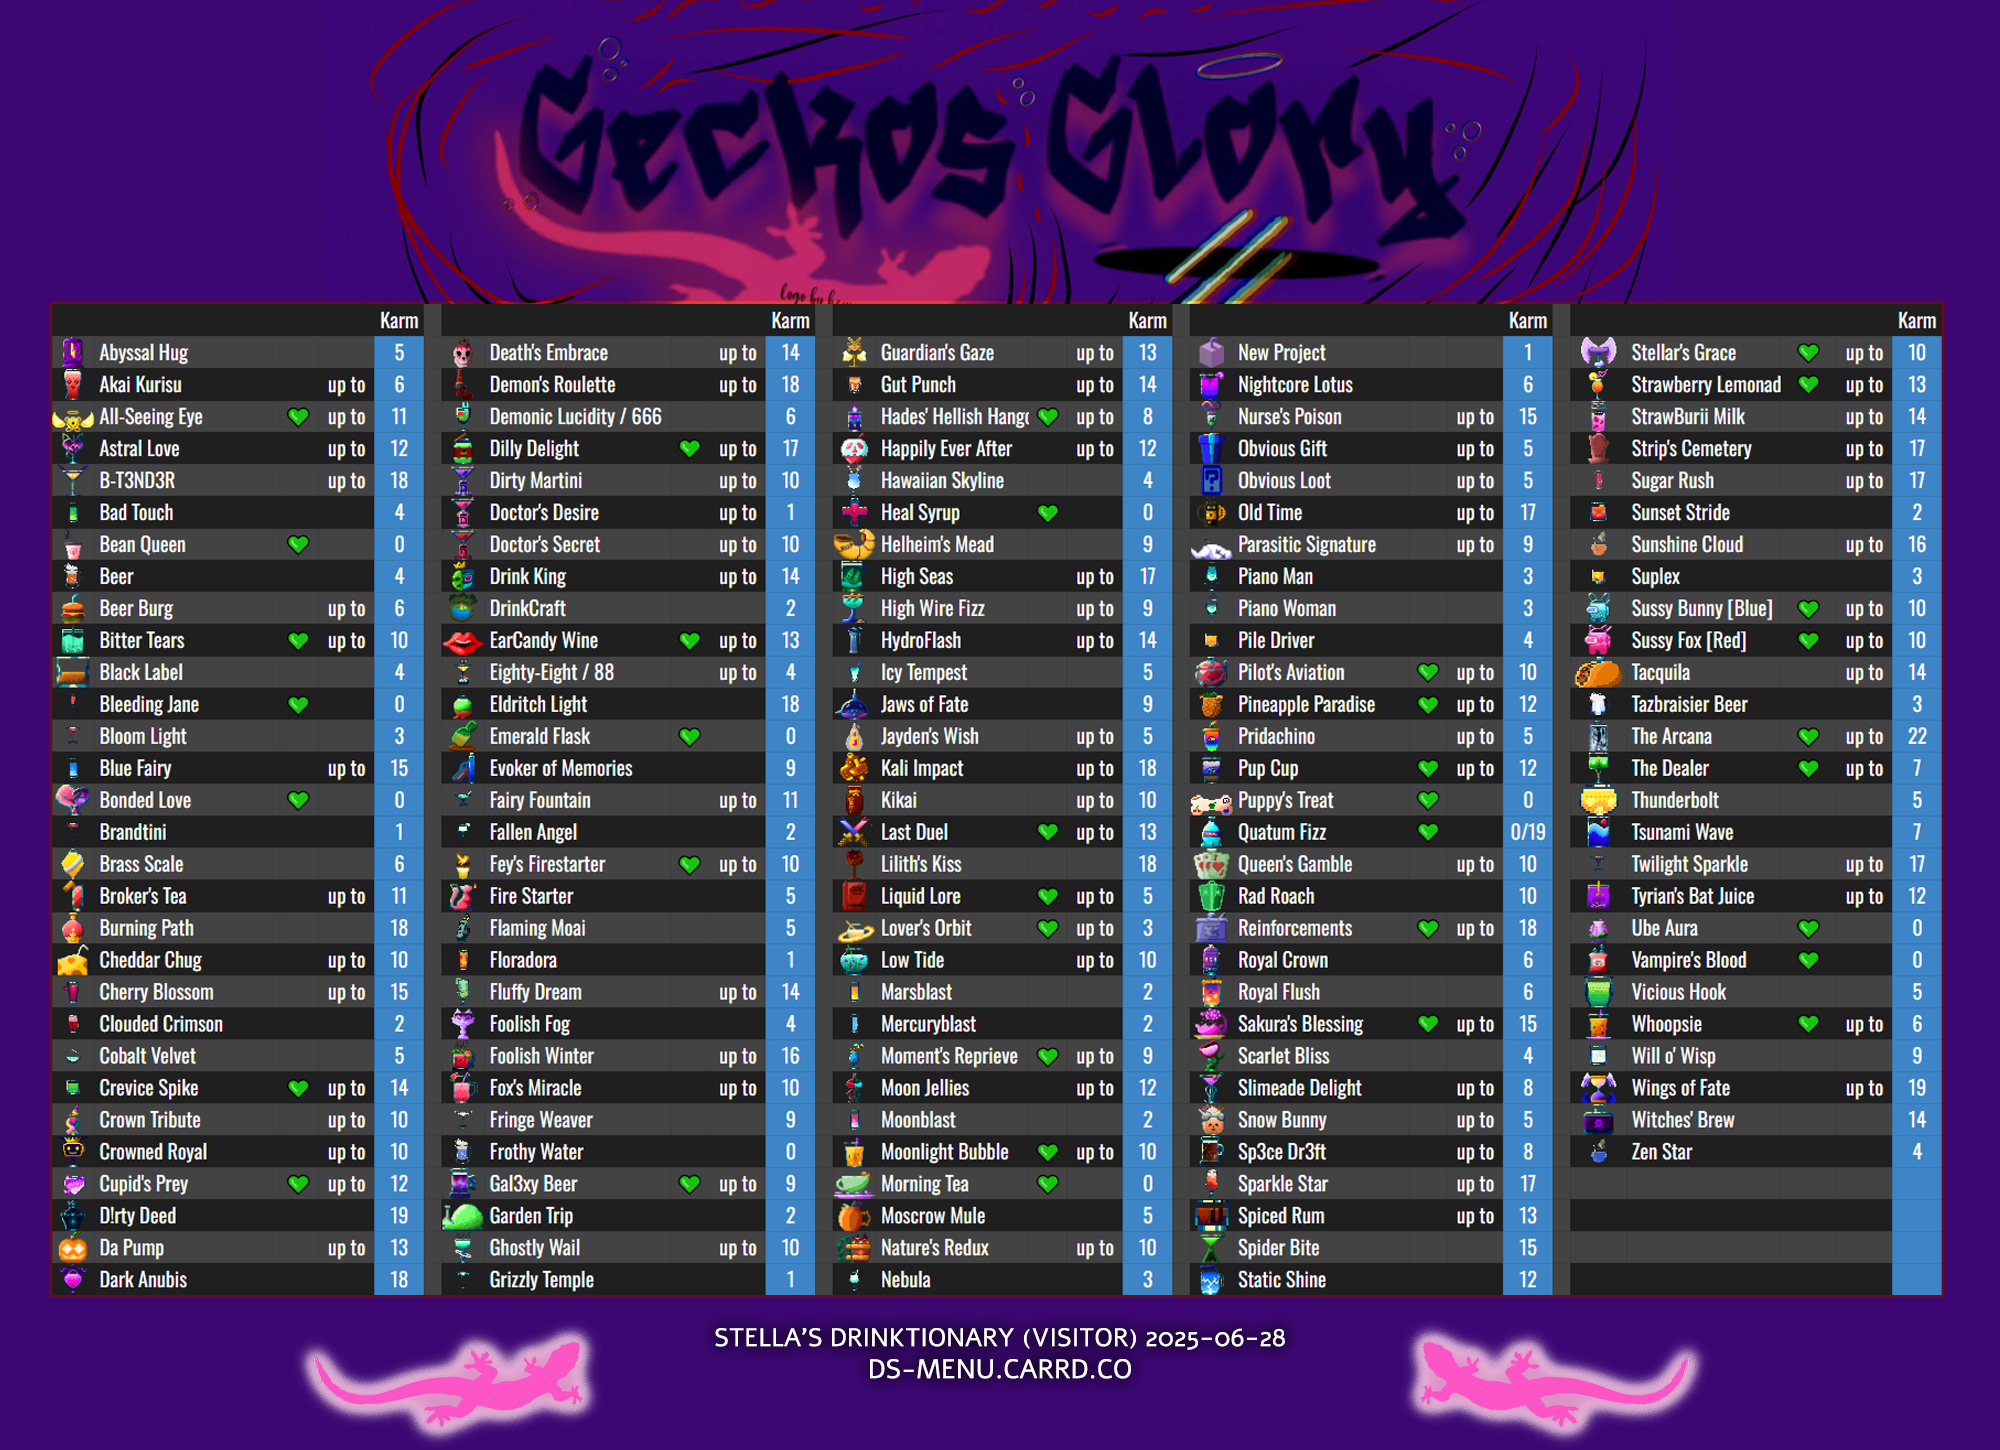 Geckos Glory
logo by
Karm
Abyssal Hug 5
Akai Kurisu up to 6
All-Seeing Eye up to 11
Astral Love up to 12
B-T3ND3R up to 18
Bad Touch 4
Bean Queen 0
Beer 4
Beer Burg up to 6
Bitter Tears up to 10
Black Label 4
Bleeding Jane 0
Bloom Light 3
Blue Fairy up to 15
Bonded Love 0
Brandtini 1
Brass Scale 6
Broker's Tea up to 11
Burning Path 18
Cheddar Chug up to 10
Cherry Blossom up to 15
Clouded Crimson 2
Cobalt Velvet 5
Crevice Spike up to 14
Crown Tribute up to 10
Crowned Royal up to 10
Cupid's Prey up to 12
D!rty Deed 19
Da Pump up to 13
Dark Anubis 18
Karm
Death's Embrace up to 14
Demon's Roulette up to 18
Demonic Lucidity / 666 6
Dilly Delight up to 17
Dirty Martini up to 10
Doctor's Desire up to 1
Doctor's Secret up to 10
Drink King up to 14
DrinkCraft 2
EarCandy Wine up to 13
Eighty-Eight / 88 up to 4
Eldritch Light 18
Emerald Flask 0
Evoker of Memories 9
Fairy Fountain up to 11
Fallen Angel 2
Fey's Firestarter up to 10
Fire Starter 5
Flaming Moai 5
Floradora 1
Fluffy Dream up to 14
Foolish Fog 4
Foolish Winter up to 16
Fox's Miracle up to 10
Fringe Weaver 9
Frothy Water 0
Gal3xy Beer up to 9
Garden Trip 2
Ghostly Wail up to 10
Grizzly Temple 1
Karm
Guardian's Gaze up to 13
Gut Punch up to 14
Hades' Hellish Hang up to 8
Happily Ever After up to 12
Hawaiian Skyline 4
Heal Syrup 0
Helheim's Mead 9
High Seas up to 17
High Wire Fizz up to 9
HydroFlash up to 14
Icy Tempest 5
Jaws of Fate 9
Jayden's Wish up to 5
Kali Impact up to 18
Kikai up to 10
Last Duel up to 13
Lilith's Kiss 18
Liquid Lore up to 5
Lover's Orbit up to 3
Low Tide up to 10
Marsblast 2
Mercuryblast 2
Moment's Reprieve up to 9
Moon Jellies up to 12
Moonblast 2
Moonlight Bubble up to 10
Morning Tea 0
Moscrow Mule 5
Nature's Redux up to 10
Nebula 3
Karm
New Project 1
Nightcore Lotus 6
Nurse's Poison up to 15
Obvious Gift up to 5
Obvious Loot up to 5
Old Time up to 17
Parasitic Signature up to 9
Piano Man 3
Piano Woman 3
Pile Driver 4
Pilot's Aviation up to 10
Pineapple Paradise up to 12
Pridachino up to 5
Pup Cup up to 12
Puppy's Treat 0
Quatum Fizz 0/19
Queen's Gamble up to 10
Rad Roach 10
Reinforcements up to 18
Royal Crown 6
Royal Flush 6
Sakura's Blessing up to 15
Scarlet Bliss 4
Slimeade Delight up to 8
Snow Bunny up to 5
Sp3ce Dr3ft up to 8
Sparkle Star up to 17
Spiced Rum up to 13
Spider Bite 15
Static Shine 12
Karm
Stellar's Grace up to 10
Strawberry Lemonad up to 13
StrawBurii Milk up to 14
Strip's Cemetery up to 17
Sugar Rush up to 17
Sunset Stride 2
Sunshine Cloud up to 16
Suplex 3
Sussy Bunny [Blue] up to 10
Sussy Fox [Red] up to 10
Tacquila up to 14
Tazbraisier Beer 3
The Arcana up to 22
The Dealer up to 7
Thunderbolt 5
Tsunami Wave 7
Twilight Sparkle up to 17
Tyrian's Bat Juice up to 12
Ube Aura 0
Vampire's Blood 0
Vicious Hook 5
Whoopsie up to 6
Will o' Wisp 9
Wings of Fate up to 19
Witches' Brew 14
Zen Star 4
STELLA'S DRINKTIONARY (VISITOR) 2025-06-28
DS-MENU.CARRD.CO